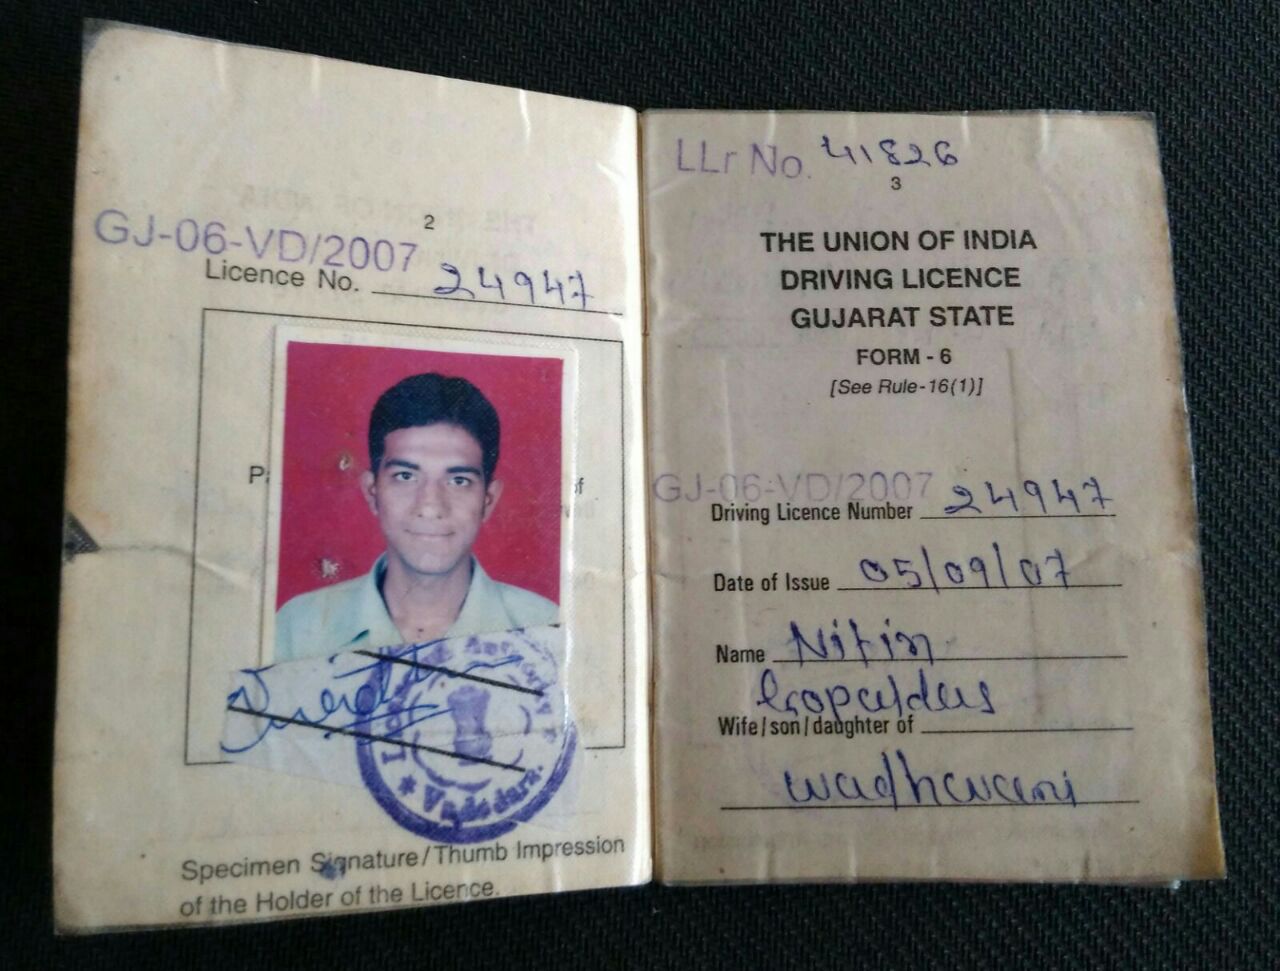 2
GJ-06-VD/2007
Licence No. 24947
Vadodara.
Specimen Signature/Thumb Impression
of the Holder of the Licence.
LLr No. 41826
3
THE UNION OF INDIA
DRIVING LICENCE
GUJARAT STATE
FORM - 6
[See Rule-16(1)]
GJ-06-VD/2007
Driving Licence Number 24947
Date of Issue 05/09/07
Name Nitin
Gopaldas
Wife/son/daughter of
wadhwani